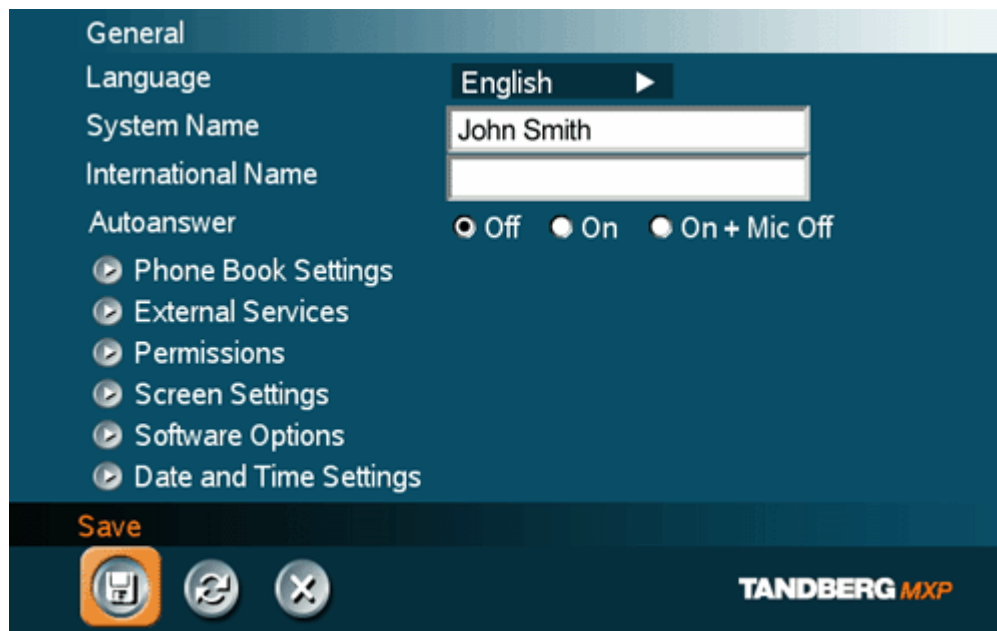 General
Language English
System Name John Smith
International Name
Autoanswer Off On On + Mic Off
Phone Book Settings
External Services
Permissions
Screen Settings
Software Options
Date and Time Settings
Save
TANDBERG MXP